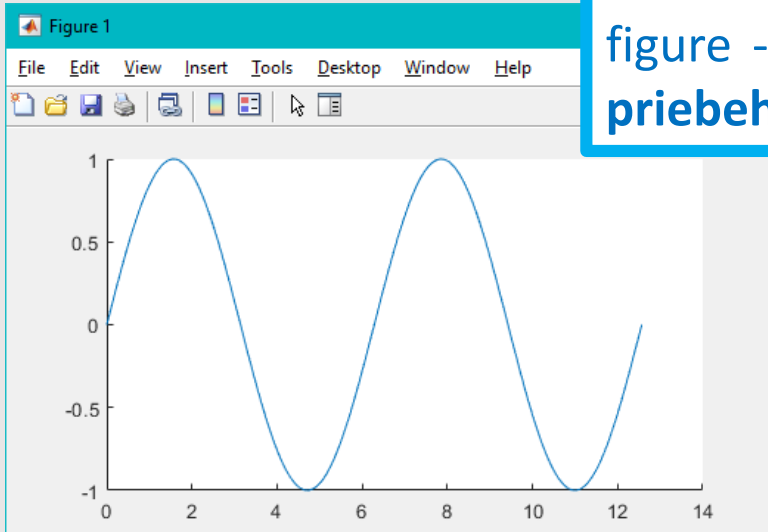 Figure 1
File Edit View Insert Tools Desktop Window Help
figure -
priebeh
1
0.5
0
-0.5
-1
0 2 4 6 8 10 12 14